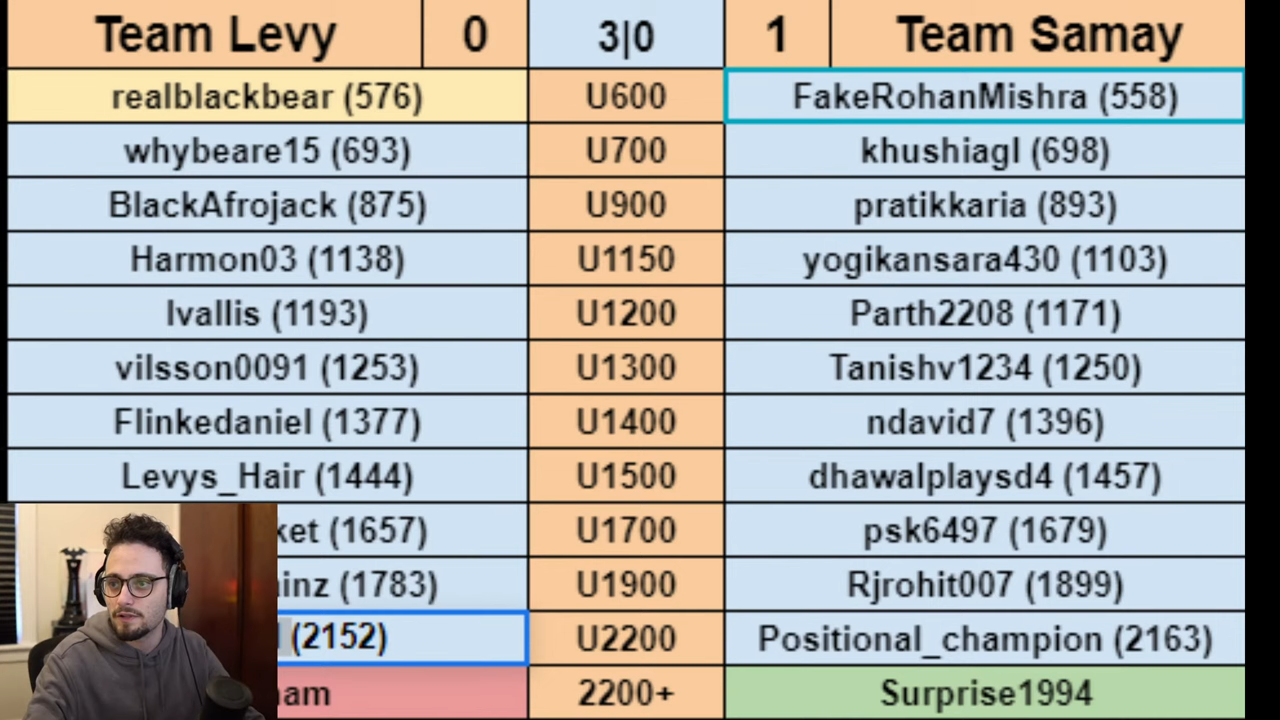 Team Levy 0 3|0 1 Team Samay
realblackbear (576) U600 FakeRohanMishra (558)
whybeare15 (693) U700 khushiagl (698)
BlackAfrojack (875) U900 pratikkaria (893)
Harmon03 (1138) U1150 yogikansara430 (1103)
(1193) U1200 Parth2208 (1171)
vilsson0091 (1253) U1300 Tanishv1234 (1250)
Flinkedaniel (1377) U1400 ndavid7 (1396)
Levys_Hair (1444) U1500 dhawalplaysd4 (1457)
ket (1657) U1700 psk6497 (1679)
inz (1783) U1900 Rjrohit007 (1899)
(2152) U2200 Positional_champion (2163)
am 2200+ Surprise1994